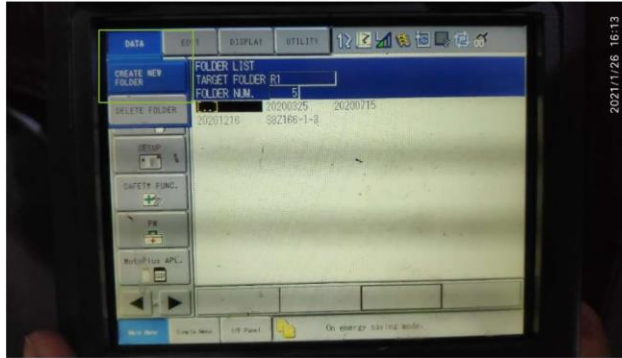 DATA EDIT DISPLAY UTILITY
CREATE NEW
FOLDER
FOLDER LIST
TARGET FOLDER R1
FOLDER NUM. 5
DELETE FOLDER
.. 20200325 20200715
20201216 88Z166-1-8
SETUP
SAFETY FUNC.
PM
MotoPlus APL.
Main Menu Simple Menu I/F Panel On energy saving mode.
2021/1/26 16:13